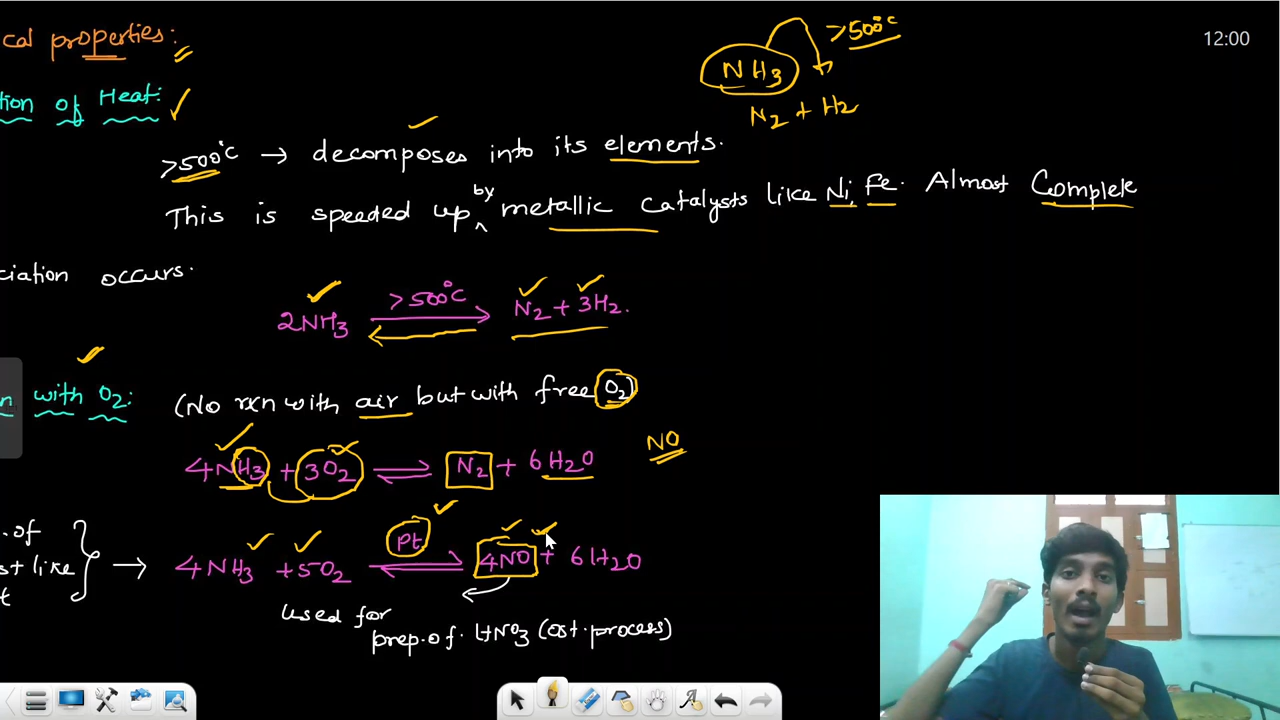 cal properties:
>500°C
12:00
NH3
N2 + H2
tion of Heat:
>500°C → decomposes into its elements.
This is speeded up by metallic catalysts like Ni, Fe. Almost Complete
ciation occurs.
2NH3 >500°C N2 + 3H2.
n with O2: (No rxn with air but with free O2)
4NH3 + 3O2 ⇌ N2 + 6H2O
NO
. of
st like → 4NH3 + 5O2 Pt ⇌ 4NO + 6H2O
t
used for
prep. of. HNO3 (ost. process)